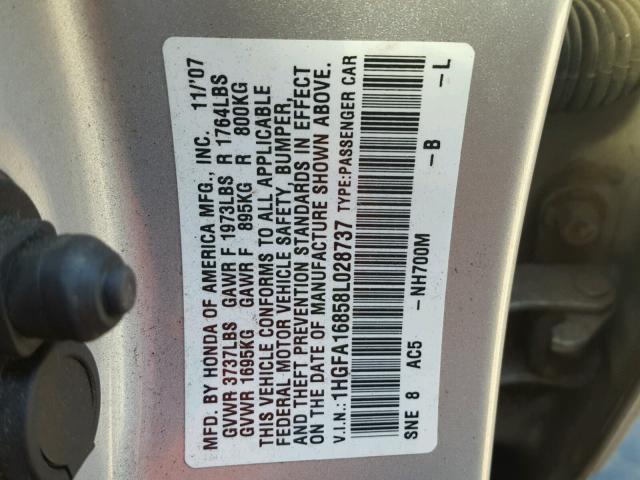 MFD. BY HONDA OF AMERICA MFG., INC. 11/'07
GVWR 3737LBS GAWR F 1973LBS R 1764LBS
GVWR 1695KG GAWR F 895KG R 800KG
THIS VEHICLE CONFORMS TO ALL APPLICABLE
FEDERAL MOTOR VEHICLE SAFETY, BUMPER,
AND THEFT PREVENTION STANDARDS IN EFFECT
ON THE DATE OF MANUFACTURE SHOWN ABOVE.
V.I.N.: 1HGFA16858L028737 TYPE:PASSENGER CAR
SNE 8 AC5 -NH700M -B -L